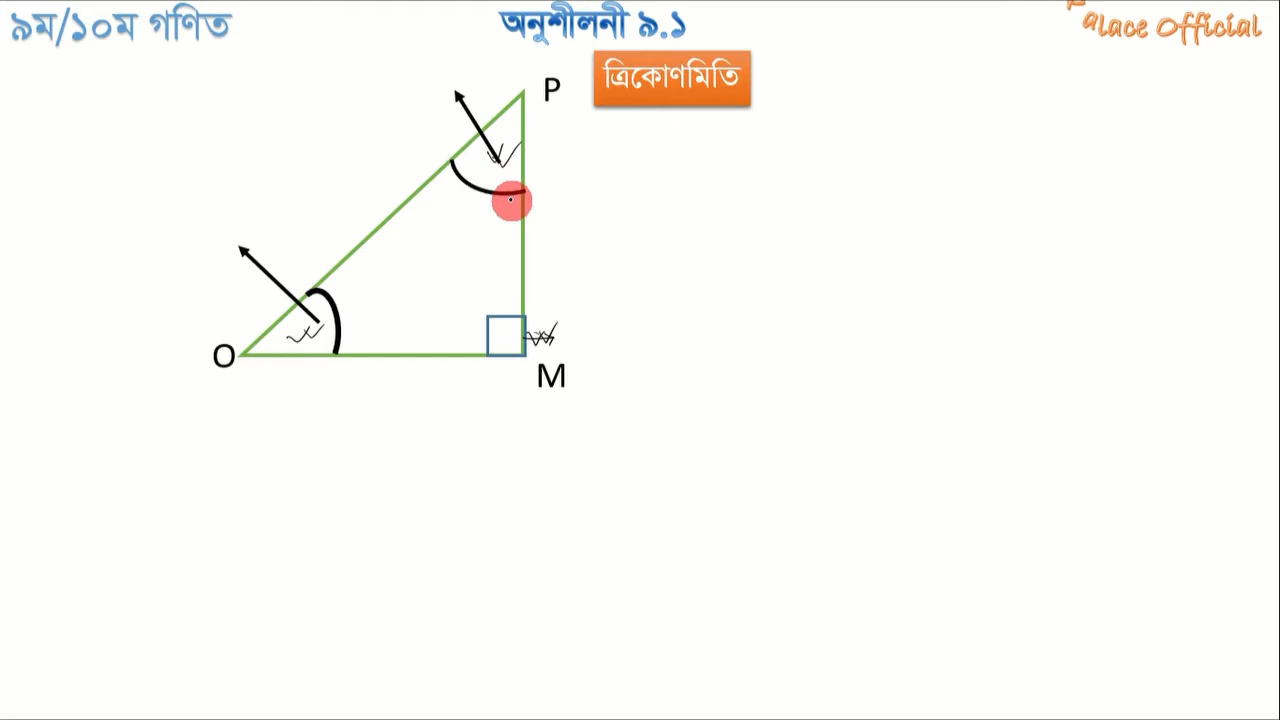 ৯ম/১০ম গণিত
অনুশীলনী ৯.১
Palace Official
ত্রিকোণমিতি
P
O
M